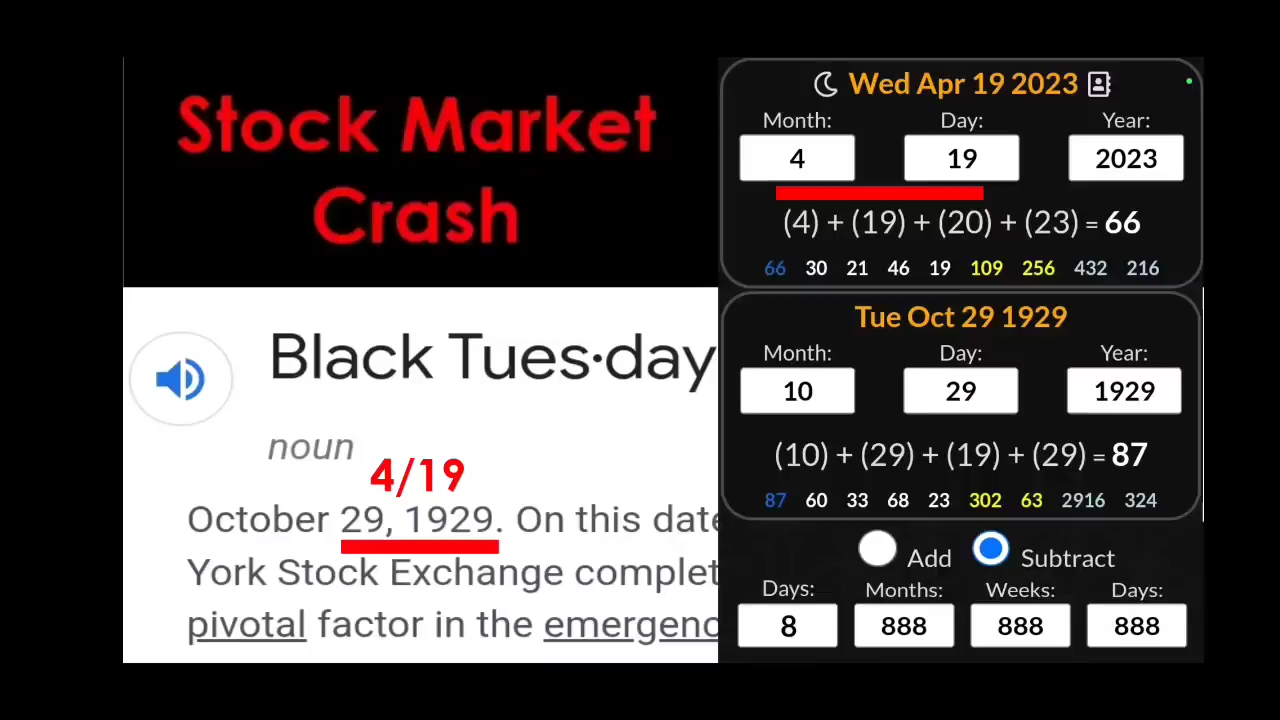 Stock Market
Crash
Black Tues·day
noun
4/19
October 29, 1929. On this date
York Stock Exchange complet
pivotal factor in the emergenc
Wed Apr 19 2023
Month: Day: Year:
4 19 2023
(4) + (19) + (20) + (23) = 66
66 30 21 46 19 109 256 432 216
Tue Oct 29 1929
Month: Day: Year:
10 29 1929
(10) + (29) + (19) + (29) = 87
87 60 33 68 23 302 63 2916 324
Add Subtract
Days: Months: Weeks: Days:
8 888 888 888